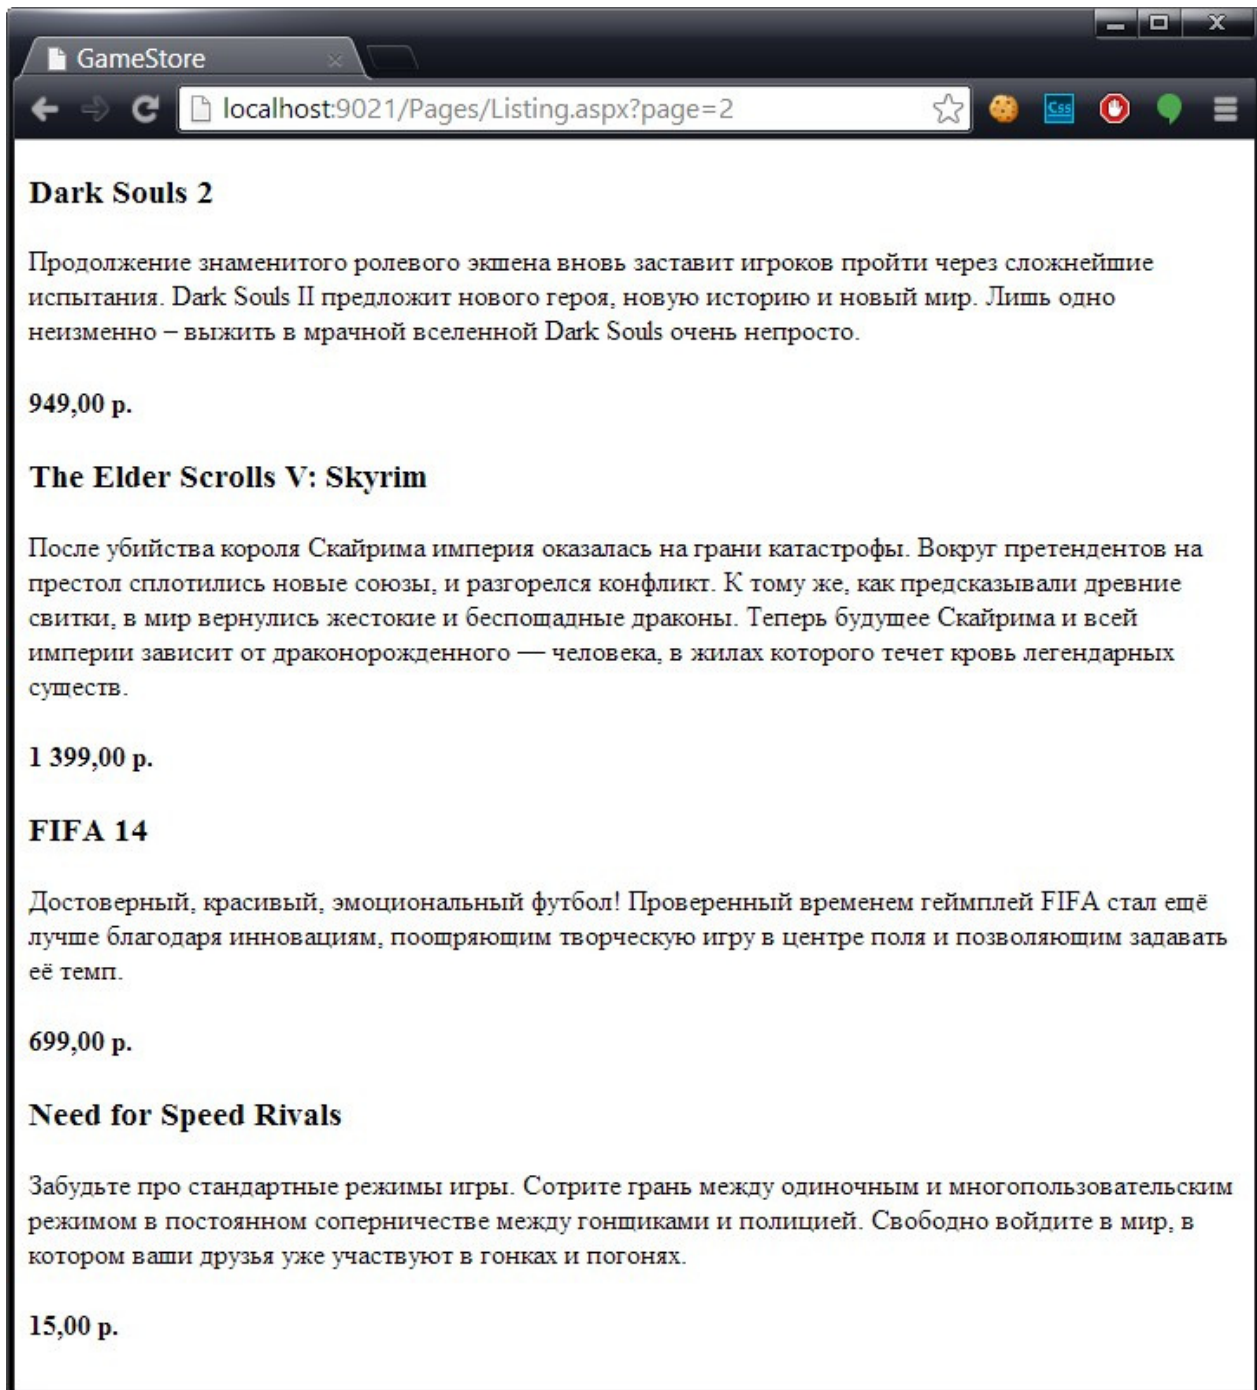 GameStore
localhost:9021/Pages/Listing.aspx?page=2
Css
Dark Souls 2
Продолжение знаменитого ролевого экшена вновь заставит игроков пройти через сложнейшие
испытания. Dark Souls II предложит нового героя, новую историю и новый мир. Лишь одно
неизменно – выжить в мрачной вселенной Dark Souls очень непросто.
949,00 р.
The Elder Scrolls V: Skyrim
После убийства короля Скайрима империя оказалась на грани катастрофы. Вокруг претендентов на
престол сплотились новые союзы, и разгорелся конфликт. К тому же, как предсказывали древние
свитки, в мир вернулись жестокие и беспощадные драконы. Теперь будущее Скайрима и всей
империи зависит от драконорожденного — человека, в жилах которого течет кровь легендарных
существ.
1 399,00 р.
FIFA 14
Достоверный, красивый, эмоциональный футбол! Проверенный временем геймплей FIFA стал ещё
лучше благодаря инновациям, поощряющим творческую игру в центре поля и позволяющим задавать
её темп.
699,00 р.
Need for Speed Rivals
Забудьте про стандартные режимы игры. Сотрите грань между одиночным и многопользовательским
режимом в постоянном соперничестве между гонщиками и полицией. Свободно войдите в мир, в
котором ваши друзья уже участвуют в гонках и погонях.
15,00 р.